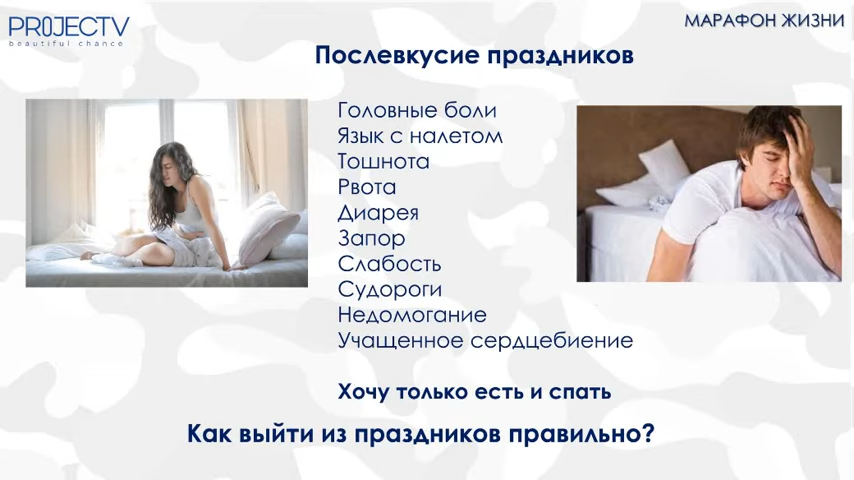 PROJECTV
beautiful chance
МАРАФОН ЖИЗНИ
Послевкусие праздников
Головные боли
Язык с налетом
Тошнота
Рвота
Диарея
Запор
Слабость
Судороги
Недомогание
Учащенное сердцебиение
Хочу только есть и спать
Как выйти из праздников правильно?